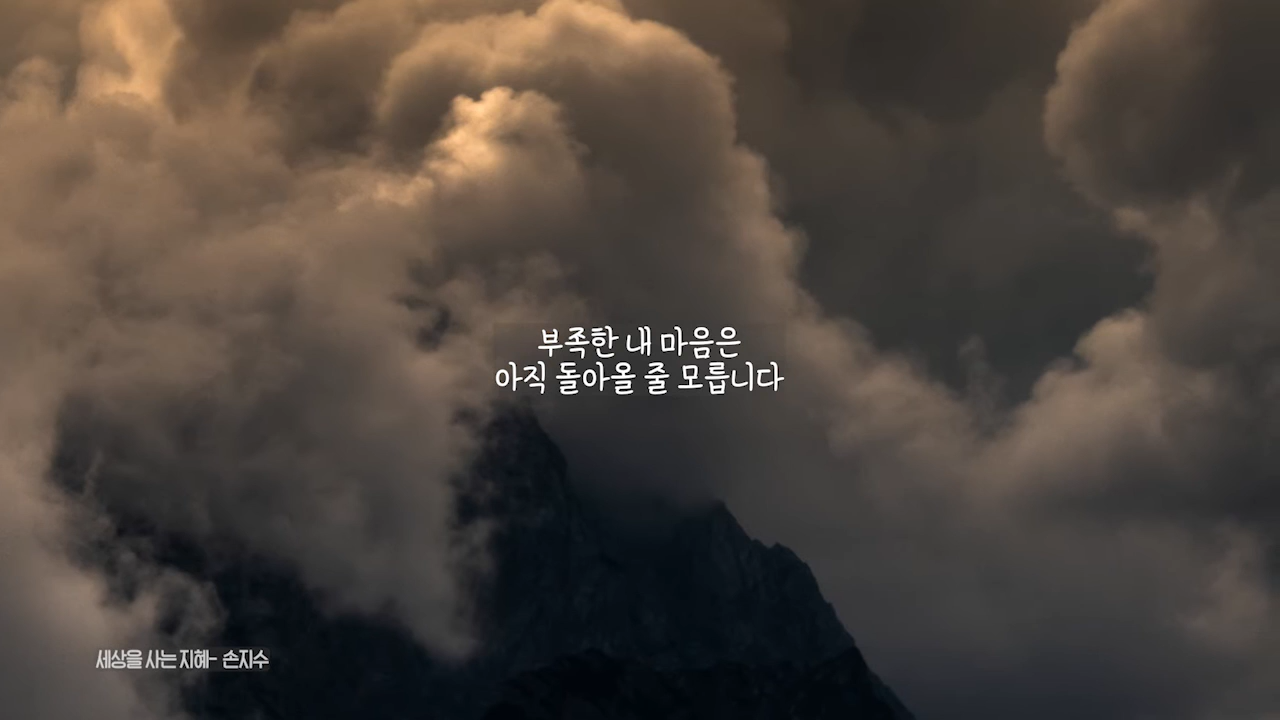 부족한 내 마음은
아직 돌아올 줄 모릅니다
세상을 사는 지혜- 손지수